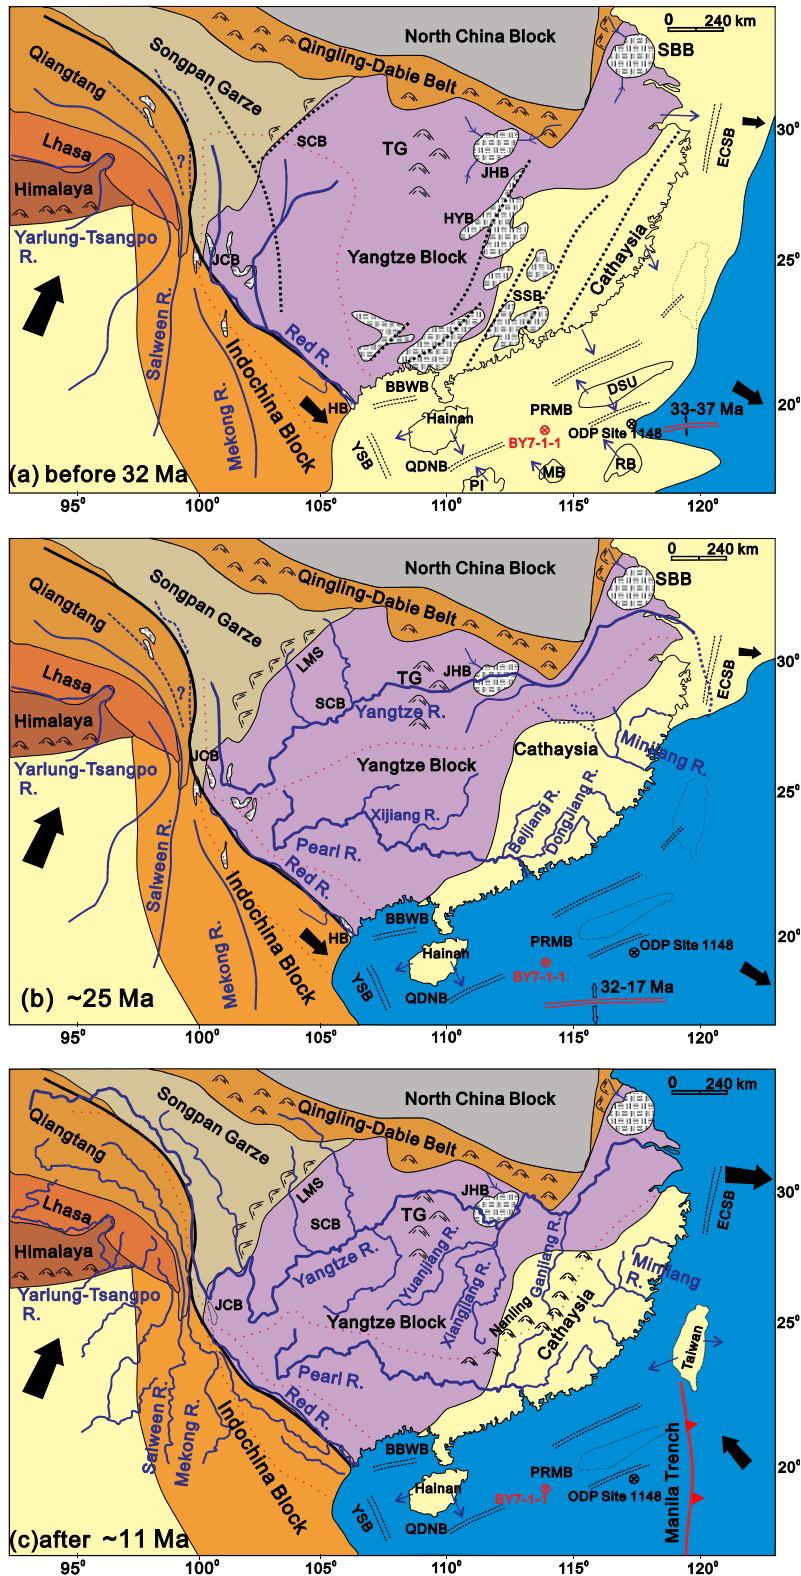 North China Block
0 240 km
SBB
Songpan Garze
Qingling-Dabie Belt
Qiangtang
30°
ECSB
Lhasa
?
SCB
TG
JHB
Himalaya
HYB
Yarlung-Tsangpo
R.
JCB
Yangtze Block
Cathaysia
25°
SSB
Salween R.
Red R.
Indochina Block
Mekong R.
HB
BBWB
DSU
20°
Hainan
PRMB
33-37 Ma
BY7-1-1
ODP Site 1148
YSB
QDNB
MB
RB
PI
(a) before 32 Ma
95° 100° 105° 110° 115° 120°
North China Block
0 240 km
SBB
Songpan Garze
Qingling-Dabie Belt
Qiangtang
30°
ECSB
Lhasa
?
LMS
SCB
TG
JHB
Himalaya
Yangtze R.
Yarlung-Tsangpo
R.
JCB
Yangtze Block
Cathaysia
Minjiang R.
25°
Xijiang R.
Beijiang R.
DongJiang R.
Salween R.
Pearl R.
Red R.
Indochina Block
Mekong R.
HB
BBWB
20°
Hainan
PRMB
ODP Site 1148
BY7-1-1
YSB
QDNB
32-17 Ma
(b) ~25 Ma
95° 100° 105° 110° 115° 120°
North China Block
0 240 km
Songpan Garze
Qingling-Dabie Belt
Qiangtang
30°
ECSB
Lhasa
LMS
SCB
TG
JHB
Himalaya
Yangtze R.
Yuanjiang R.
Xiangjiang R.
Ganjiang R.
Minjiang
R.
Yarlung-Tsangpo
R.
JCB
Yangtze Block
Nanling
Cathaysia
Taiwan
Pearl R.
Red R.
Salween R.
Mekong R.
Indochina Block
BBWB
20°
Hainan
PRMB
BY7-1-1
ODP Site 1148
YSB
QDNB
Manila Trench
(c)after ~11 Ma
95° 100° 105° 110° 115° 120°